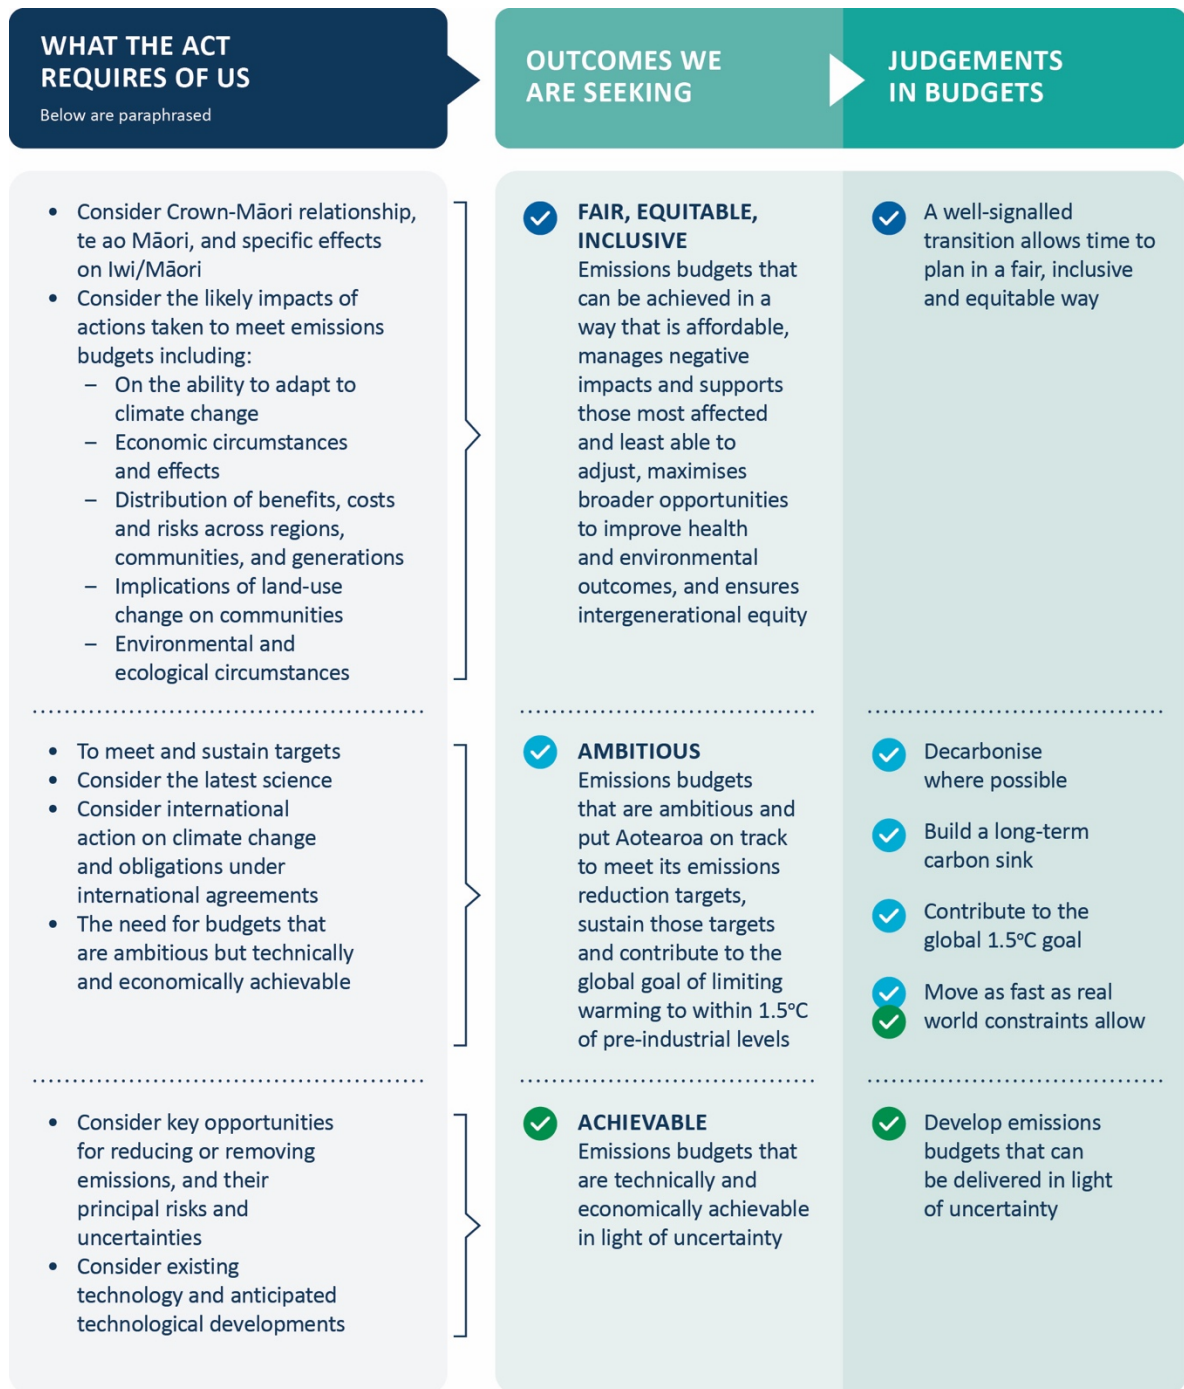 WHAT THE ACT
REQUIRES OF US
Below are paraphrased
OUTCOMES WE
ARE SEEKING
JUDGEMENTS
IN BUDGETS
• Consider Crown-Māori relationship,
te ao Māori, and specific effects
on Iwi/Māori
• Consider the likely impacts of
actions taken to meet emissions
budgets including:
– On the ability to adapt to
climate change
– Economic circumstances
and effects
– Distribution of benefits, costs
and risks across regions,
communities, and generations
– Implications of land-use
change on communities
– Environmental and
ecological circumstances
FAIR, EQUITABLE,
INCLUSIVE
Emissions budgets that
can be achieved in a
way that is affordable,
manages negative
impacts and supports
those most affected
and least able to
adjust, maximises
broader opportunities
to improve health
and environmental
outcomes, and ensures
intergenerational equity
A well-signalled
transition allows time to
plan in a fair, inclusive
and equitable way
• To meet and sustain targets
• Consider the latest science
• Consider international
action on climate change
and obligations under
international agreements
• The need for budgets that
are ambitious but technically
and economically achievable
AMBITIOUS
Emissions budgets
that are ambitious and
put Aotearoa on track
to meet its emissions
reduction targets,
sustain those targets
and contribute to the
global goal of limiting
warming to within 1.5°C
of pre-industrial levels
Decarbonise
where possible
Build a long-term
carbon sink
Contribute to the
global 1.5°C goal
Move as fast as real
world constraints allow
• Consider key opportunities
for reducing or removing
emissions, and their
principal risks and
uncertainties
• Consider existing
technology and anticipated
technological developments
ACHIEVABLE
Emissions budgets that
are technically and
economically achievable
in light of uncertainty
Develop emissions
budgets that can
be delivered in light
of uncertainty